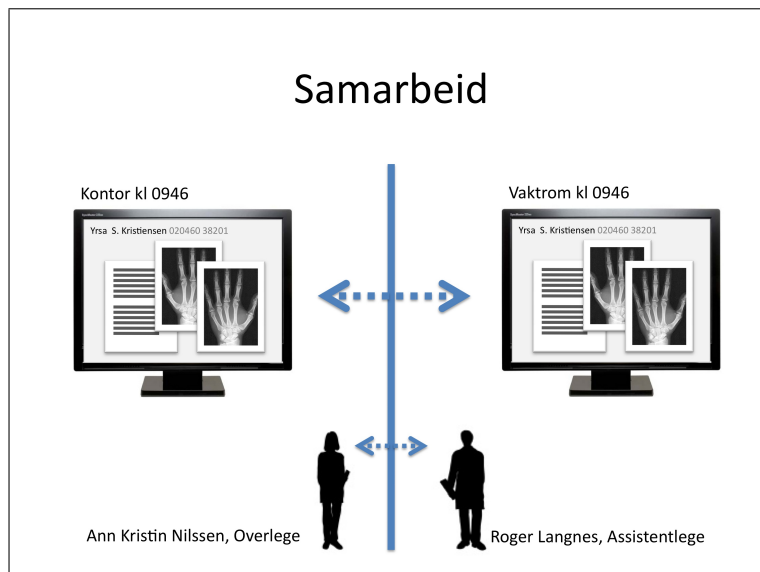 Samarbeid
Kontor kl 0946
Vaktrom kl 0946
Yrsa S. Kristiensen 020460 38201
Yrsa S. Kristiensen 020460 38201
Ann Kristin Nilssen, Overlege
Roger Langnes, Assistentlege